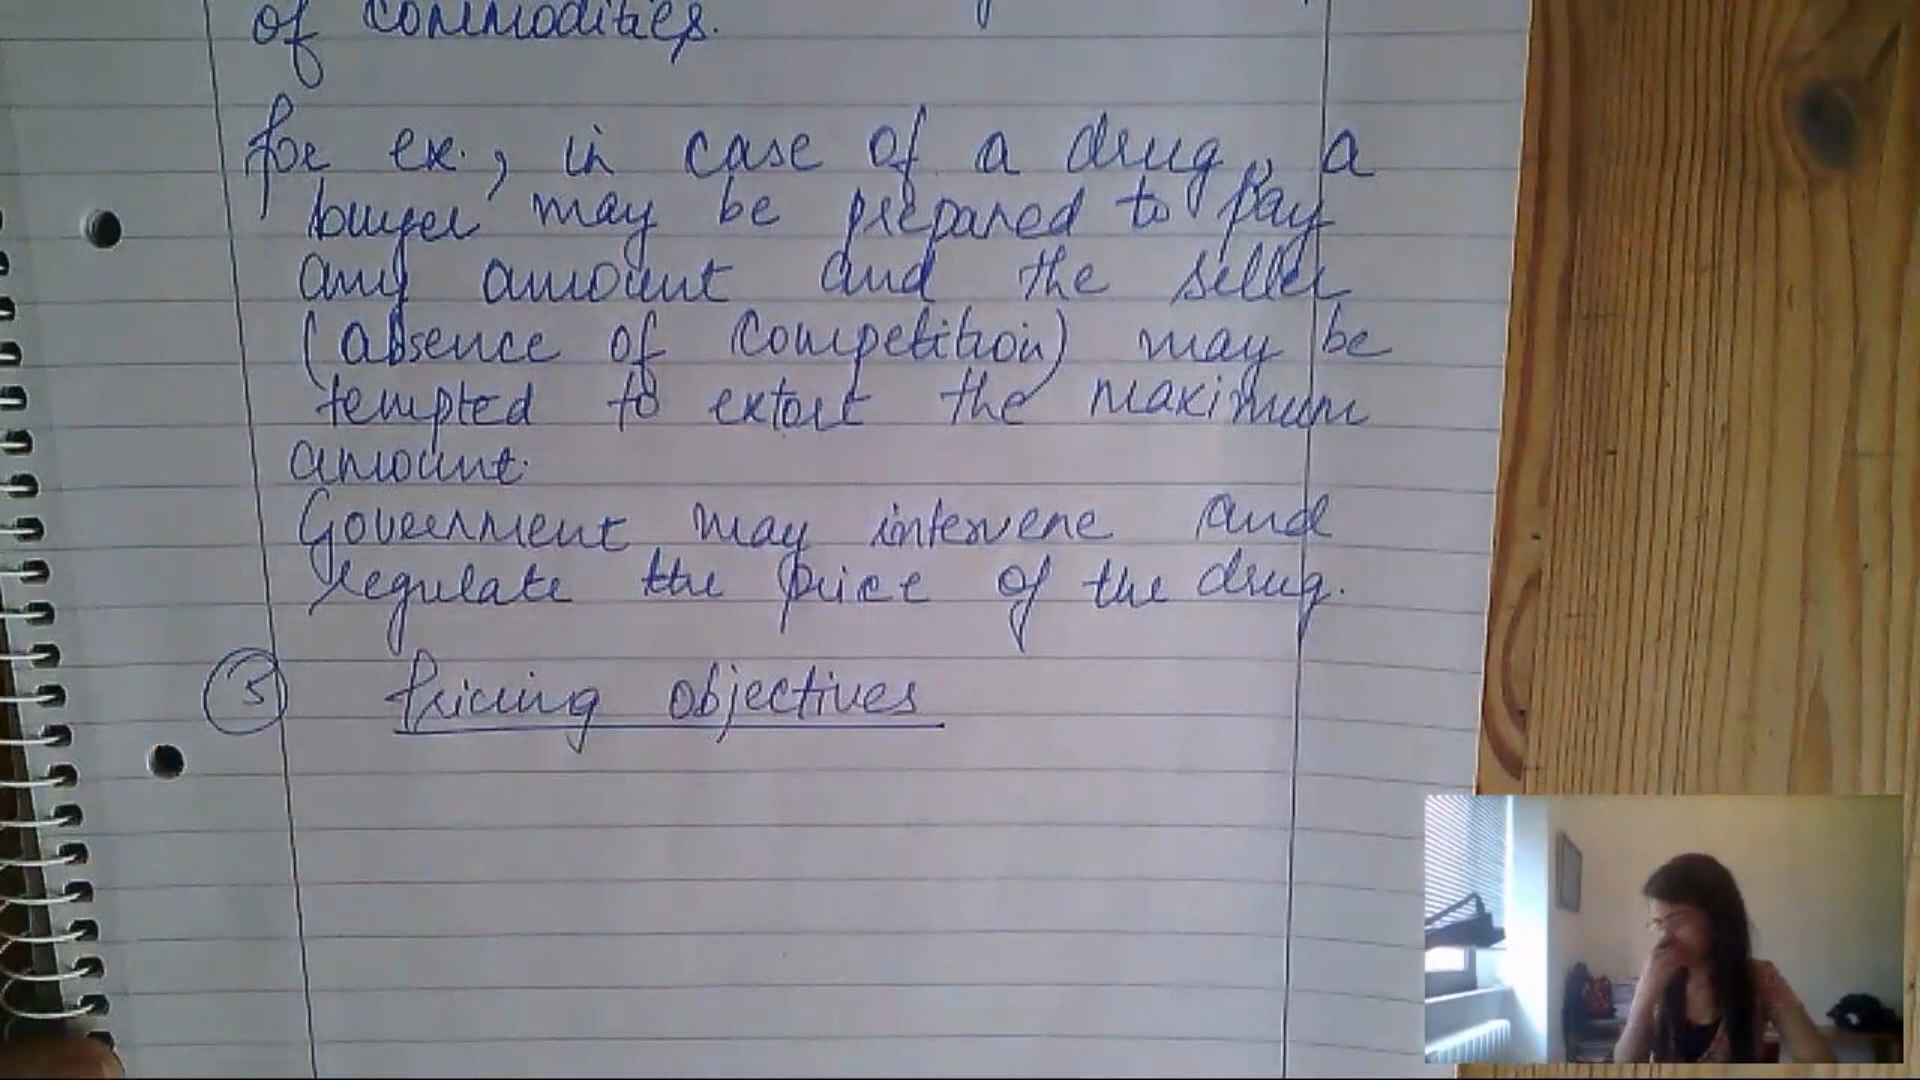 of commodities.
for ex., in case of a drug, a
buyer may be prepared to pay
any amount and the seller
(absence of competition) may be
tempted to extort the maximum
amount.
Government may intervene and
regulate the price of the drug.
5 Pricing objectives